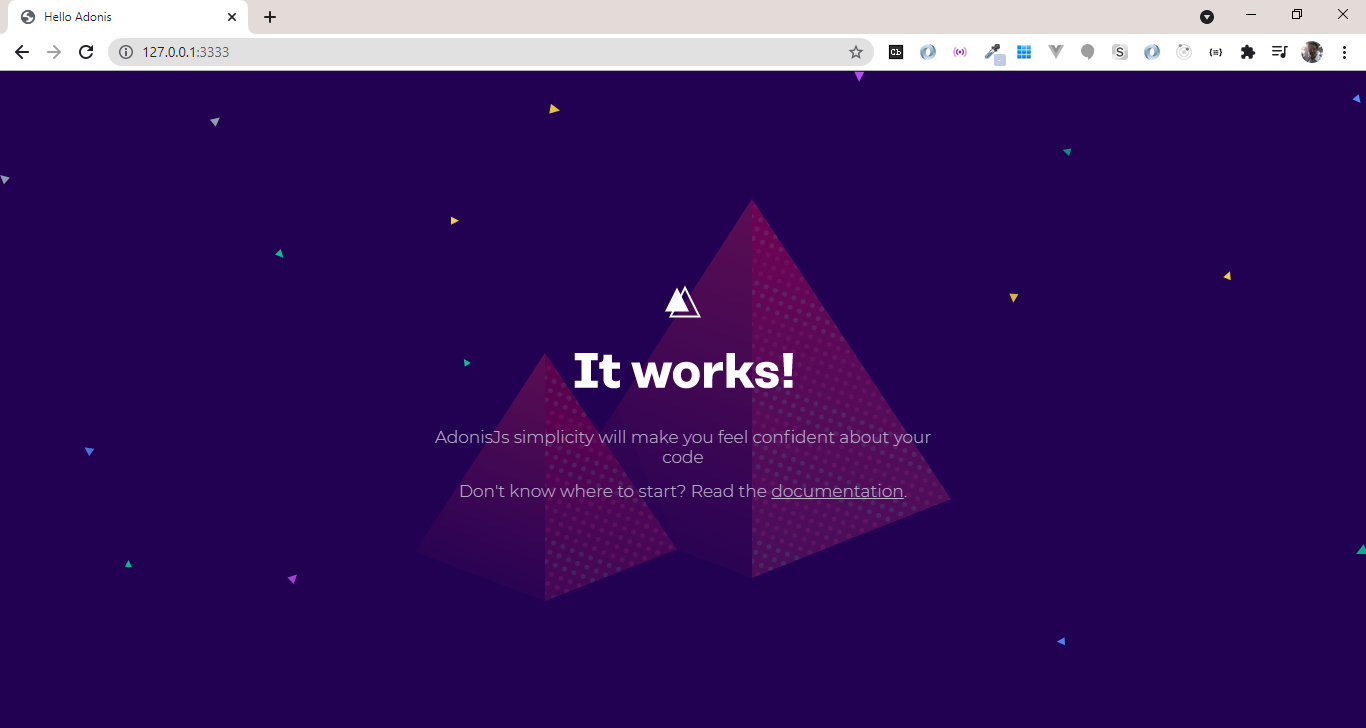 Hello Adonis
127.0.0.1:3333
Cb
S
It works!
AdonisJs simplicity will make you feel confident about your
code
Don't know where to start? Read the documentation.